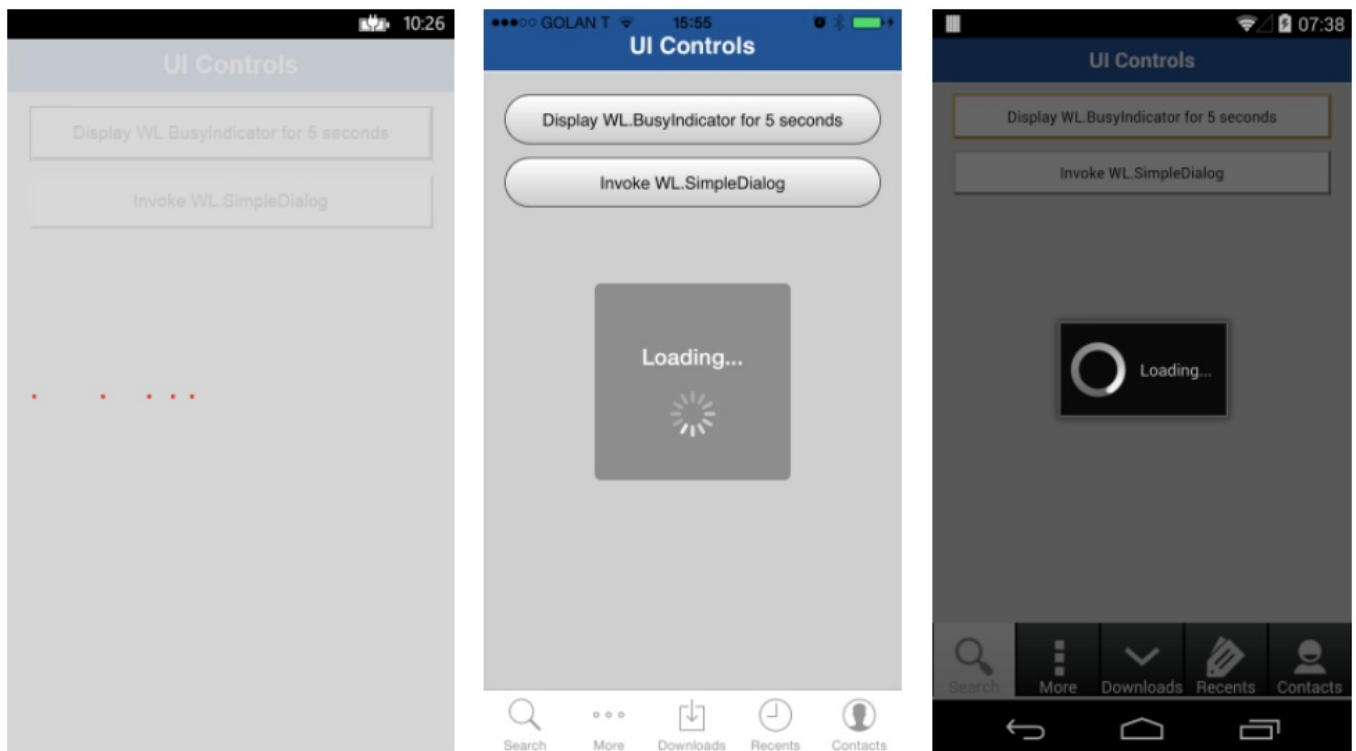 10:26
UI Controls
Display WL.BusyIndicator for 5 seconds
Invoke WL.SimpleDialog
GOLAN T 15:55
UI Controls
Display WL.BusyIndicator for 5 seconds
Invoke WL.SimpleDialog
Loading...
Search More Downloads Recents Contacts
07:38
UI Controls
Display WL.BusyIndicator for 5 seconds
Invoke WL.SimpleDialog
Loading...
Search More Downloads Recents Contacts